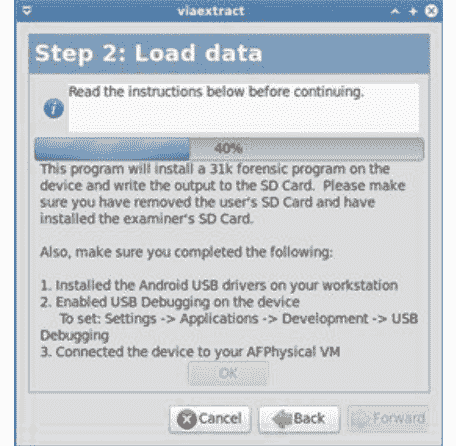 viaextract
Step 2: Load data
Read the instructions below before continuing.
40%
This program will install a 31k forensic program on the
device and write the output to the SD Card. Please make
sure you have removed the user's SD Card and have
installed the examiner's SD Card.
Also, make sure you completed the following:
1. Installed the Android USB drivers on your workstation
2. Enabled USB Debugging on the device
To set: Settings -> Applications -> Development -> USB
Debugging
3. Connected the device to your AFPhysical VM
OK
Cancel Back Forward